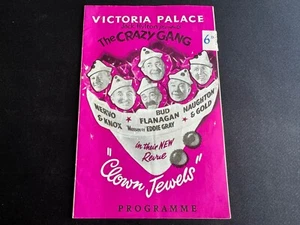 VICTORIA PALACE
The CRAZY GANG
6ᴰ
NERVO
& KNOX
BUD
FLANAGAN
EDDIE GRAY
NAUGHTON
& GOLD
in their NEW
Revue
"Clown Jewels"
PROGRAMME